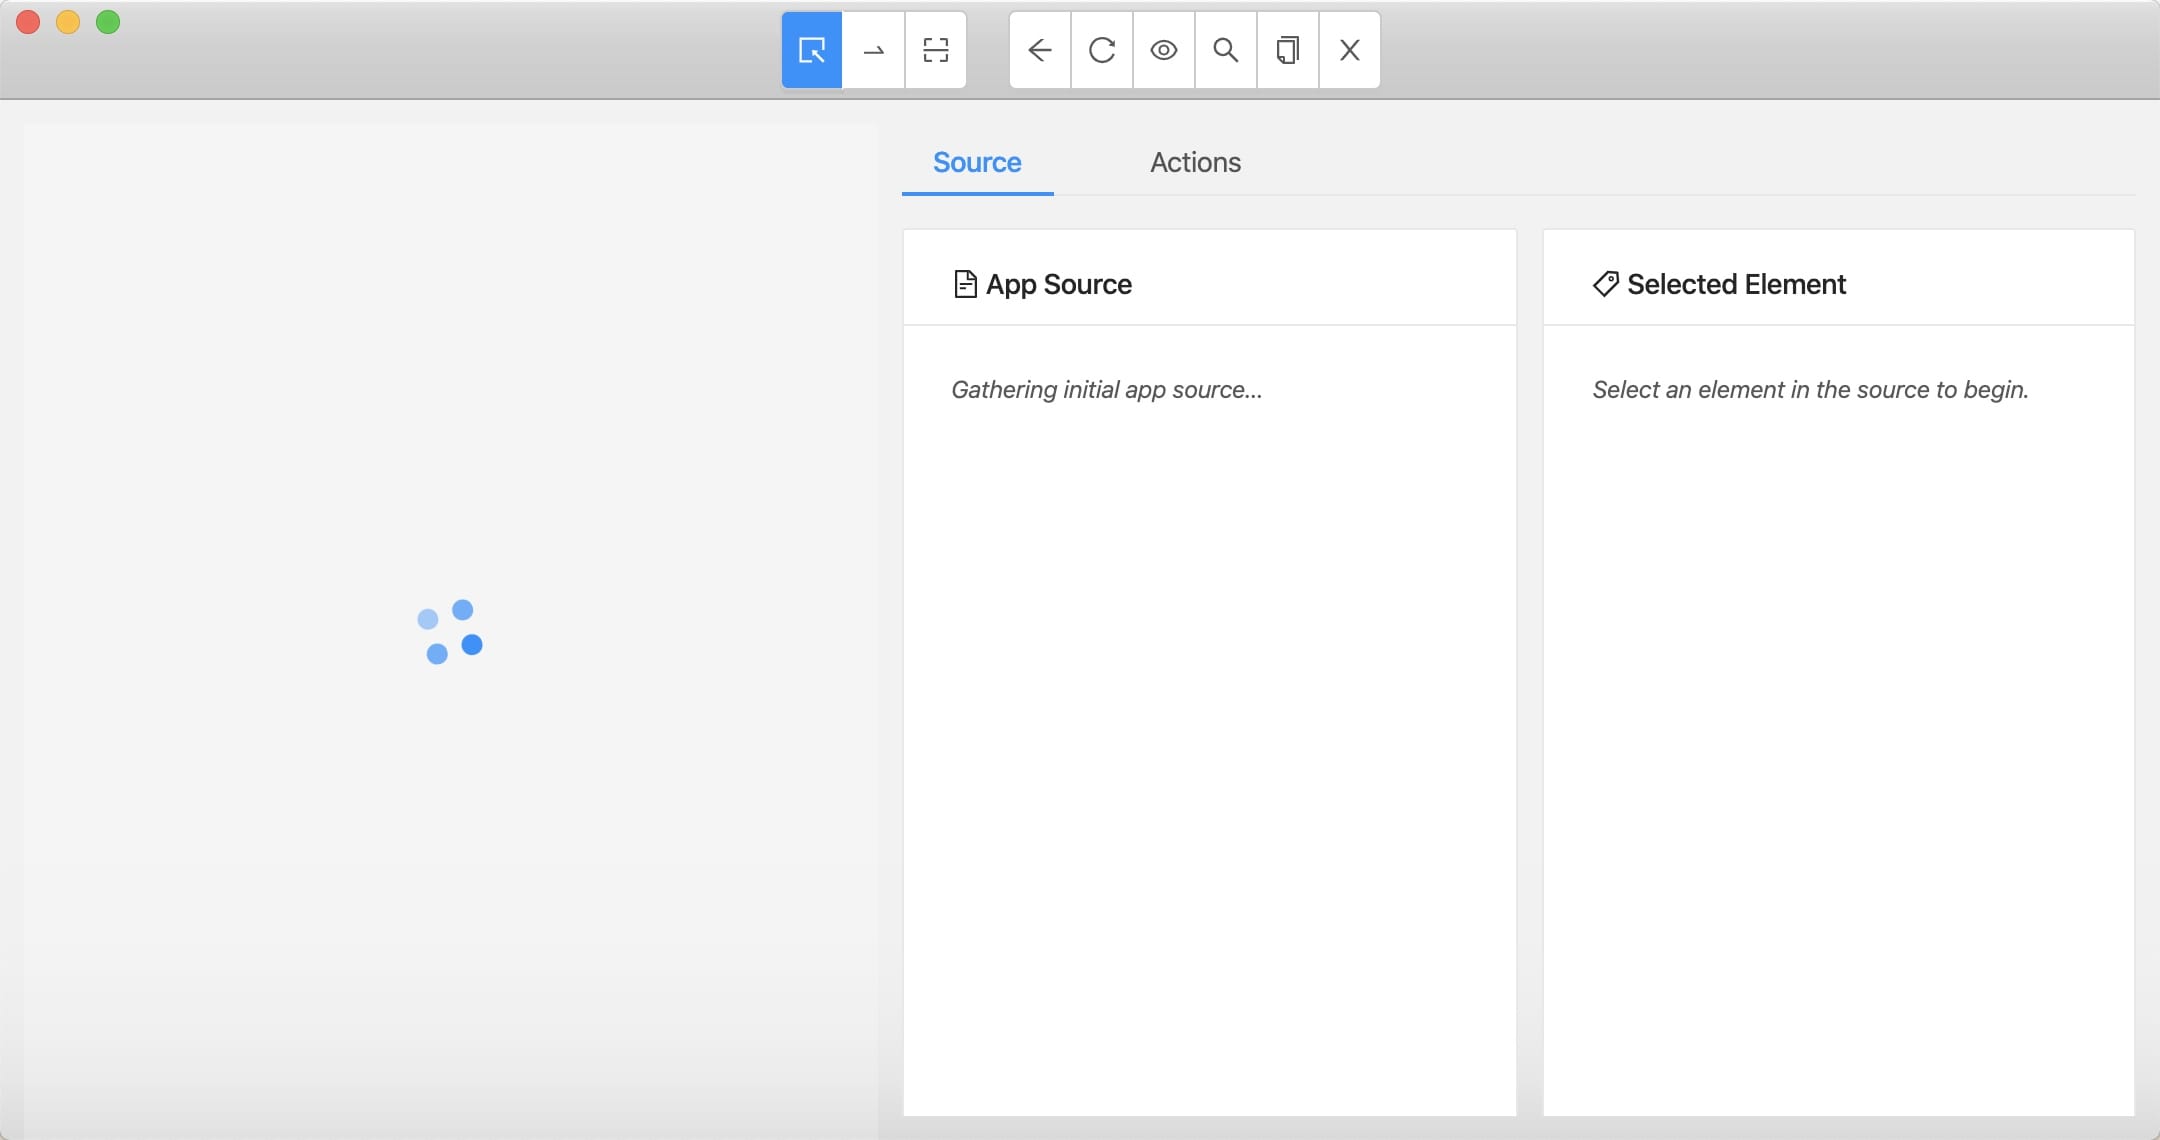 Source
Actions
App Source
Selected Element
Gathering initial app source...
Select an element in the source to begin.